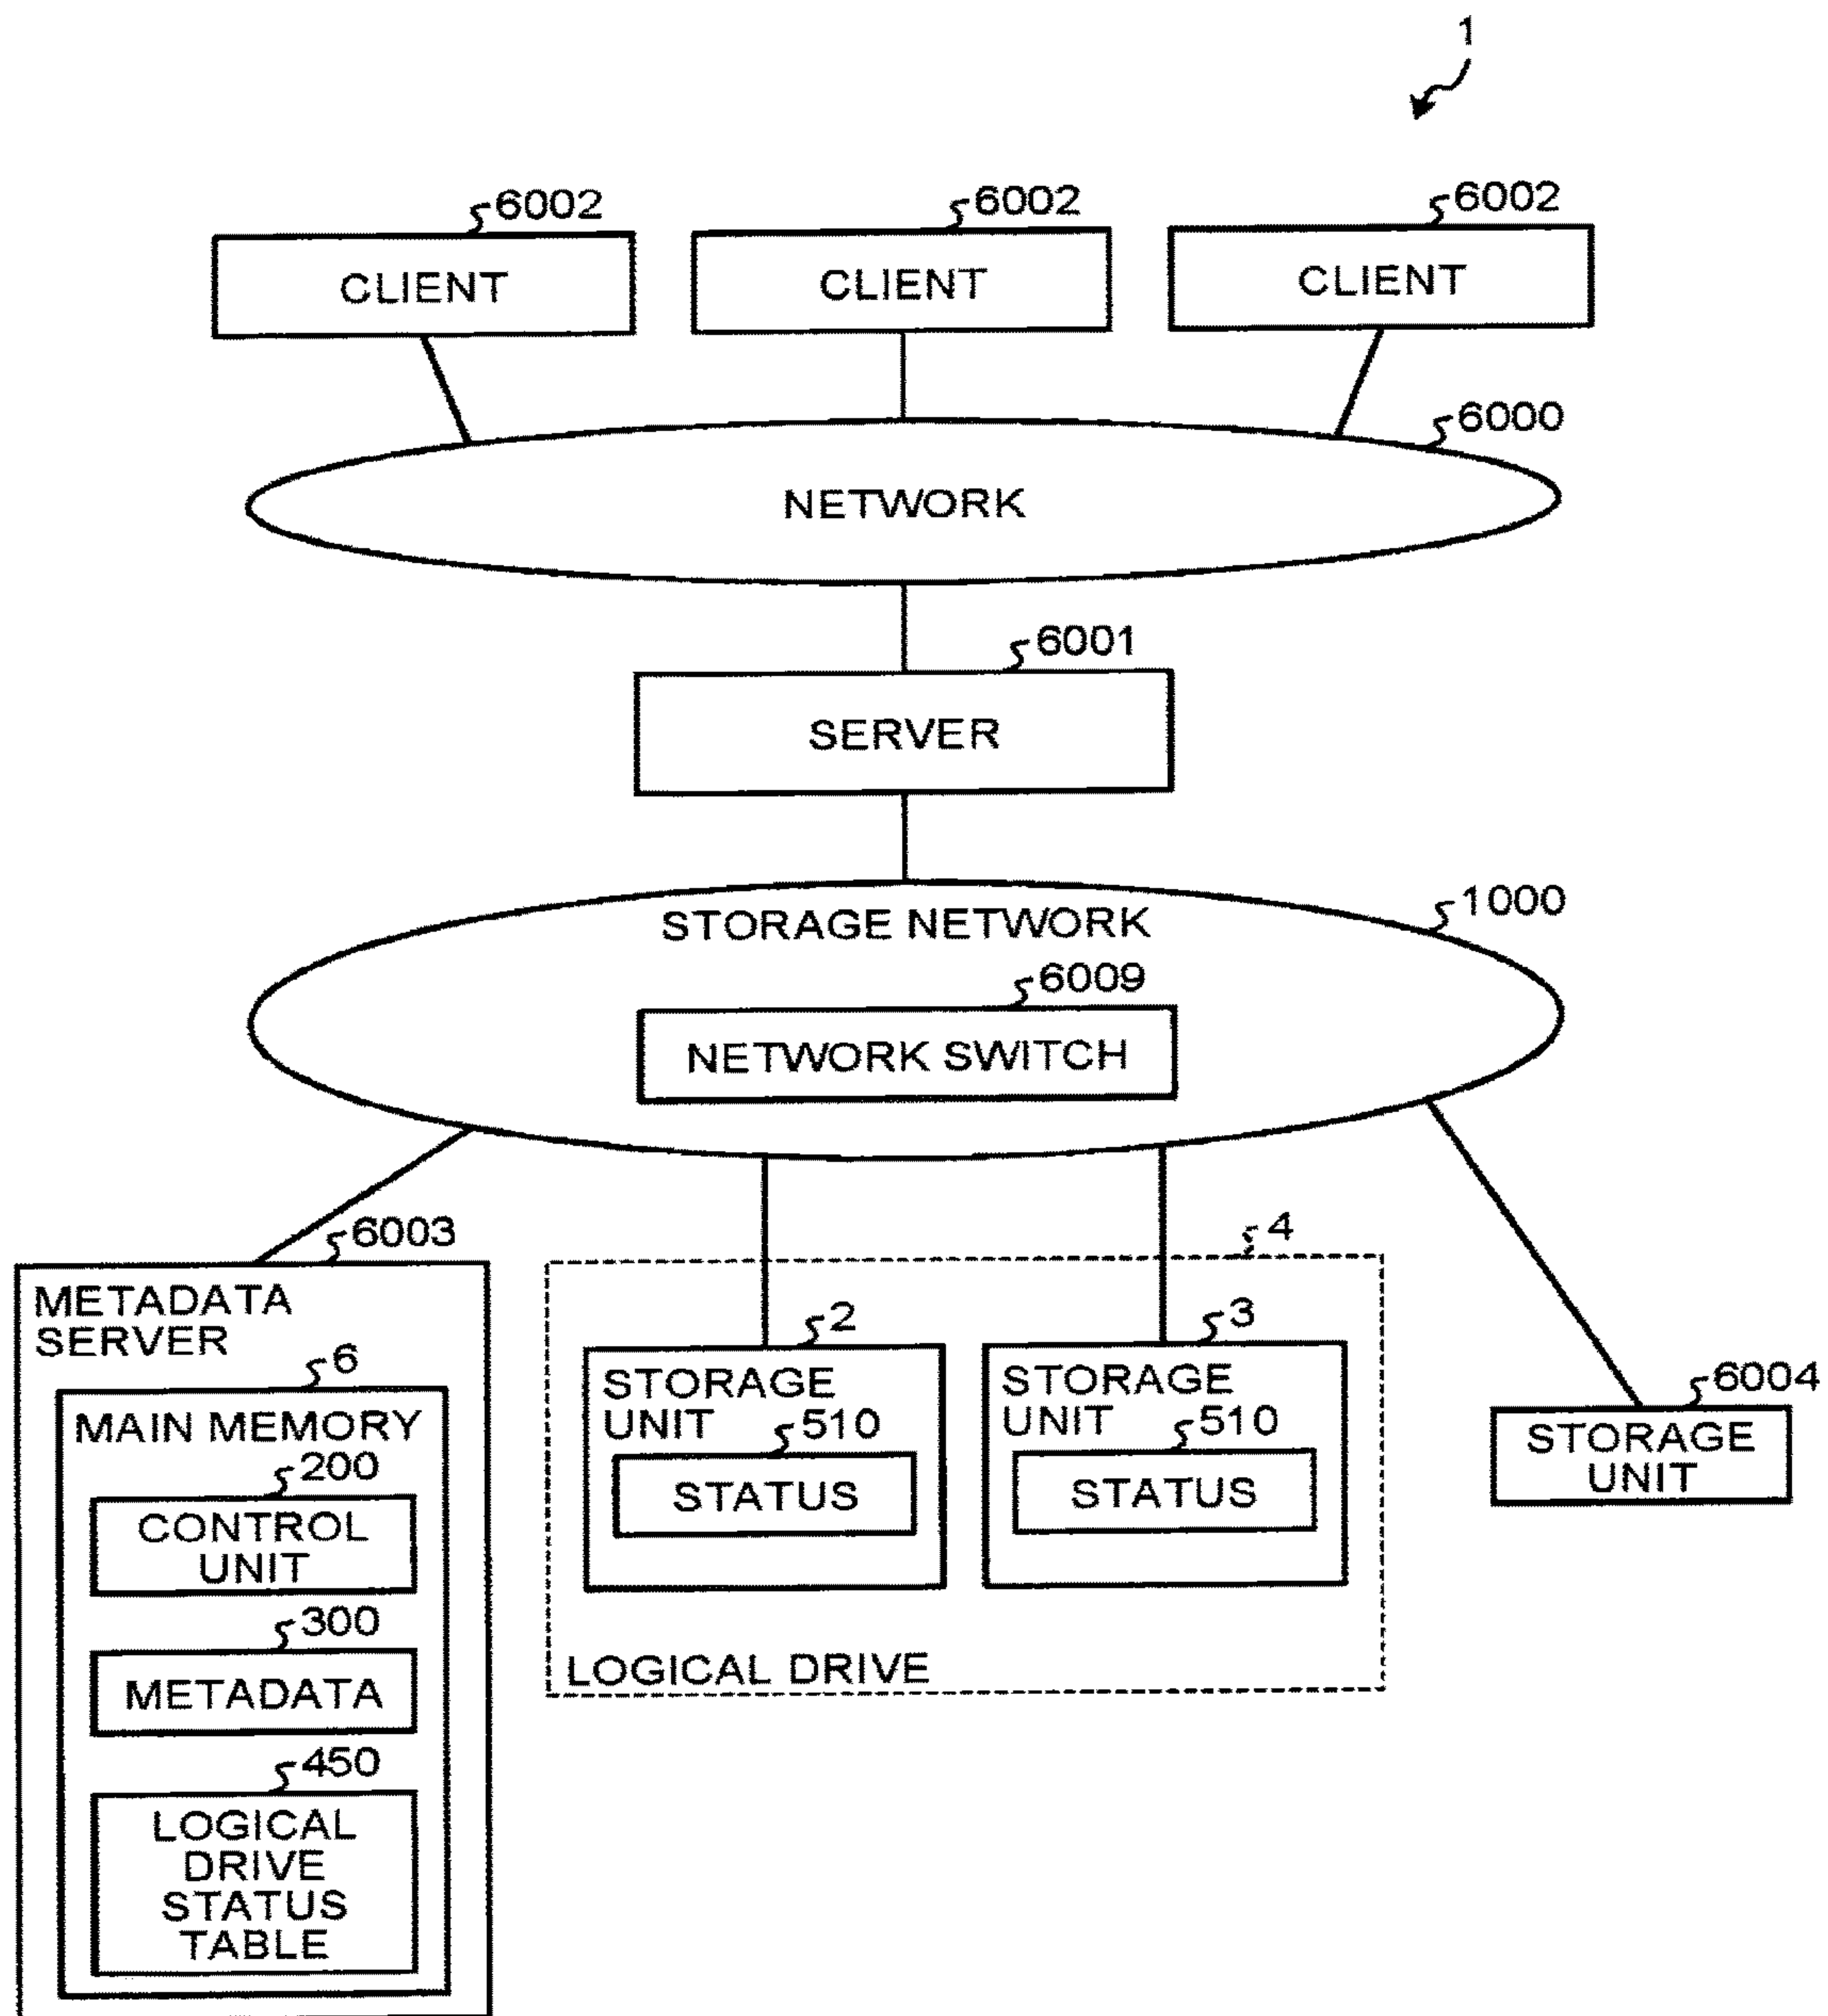 1
6002
6002
6002
CLIENT
CLIENT
CLIENT
6000
NETWORK
6001
SERVER
1000
STORAGE NETWORK
6009
NETWORK SWITCH
6003
METADATA
SERVER
6
MAIN MEMORY
200
CONTROL
UNIT
300
METADATA
450
LOGICAL
DRIVE
STATUS
TABLE
4
2
STORAGE
UNIT
510
STATUS
3
STORAGE
UNIT
510
STATUS
LOGICAL DRIVE
6004
STORAGE
UNIT